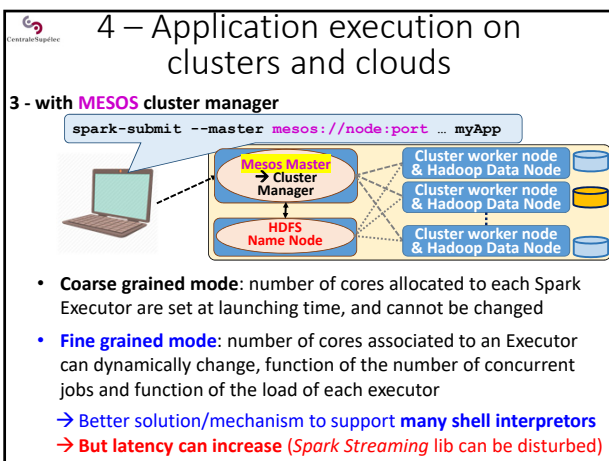 CentraleSupélec
4 – Application execution on
clusters and clouds
3 - with MESOS cluster manager
spark-submit --master mesos://node:port … myApp
Mesos Master
→ Cluster
Manager
HDFS
Name Node
Cluster worker node
& Hadoop Data Node
Cluster worker node
& Hadoop Data Node
Cluster worker node
& Hadoop Data Node
• Coarse grained mode: number of cores allocated to each Spark
Executor are set at launching time, and cannot be changed
• Fine grained mode: number of cores associated to an Executor
can dynamically change, function of the number of concurrent
jobs and function of the load of each executor
→ Better solution/mechanism to support many shell interpretors
→ But latency can increase (Spark Streaming lib can be disturbed)